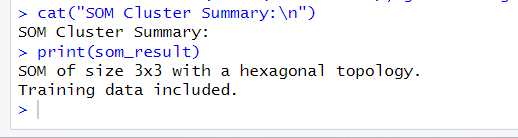 > cat("SOM Cluster Summary:\n")
SOM Cluster Summary:
> print(som_result)
SOM of size 3x3 with a hexagonal topology.
Training data included.
>